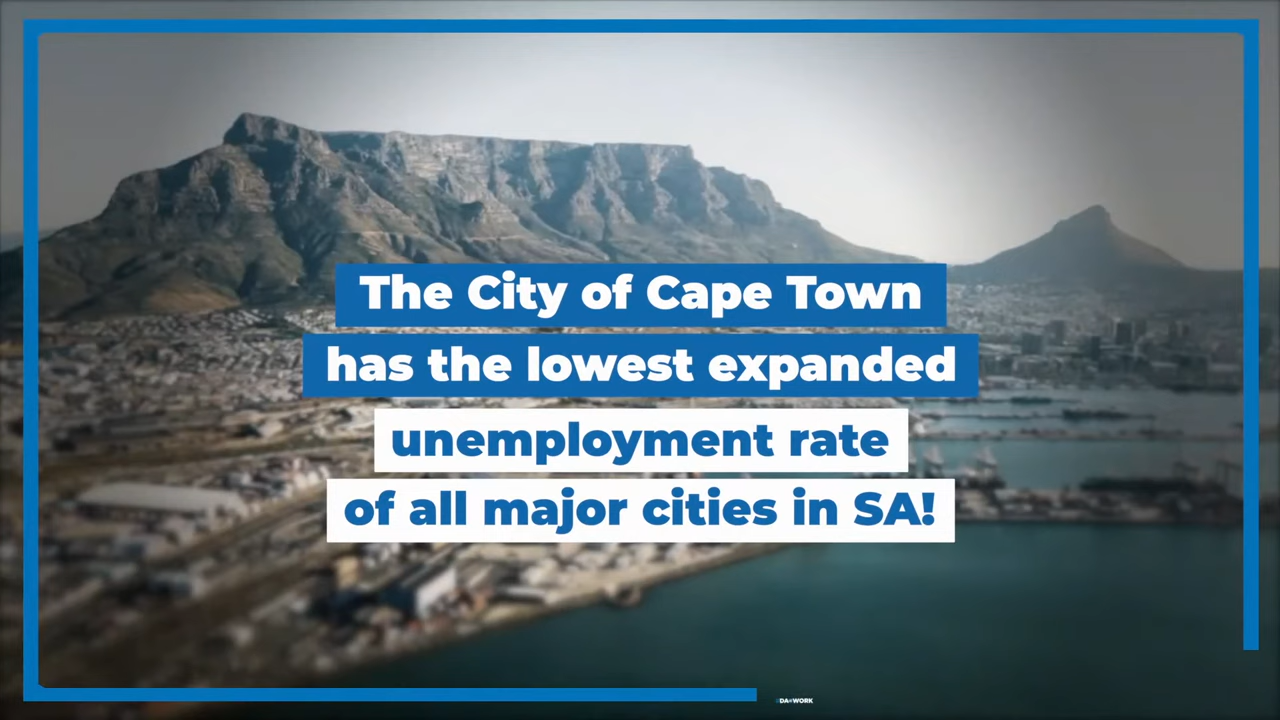 The City of Cape Town
has the lowest expanded
unemployment rate
of all major cities in SA!